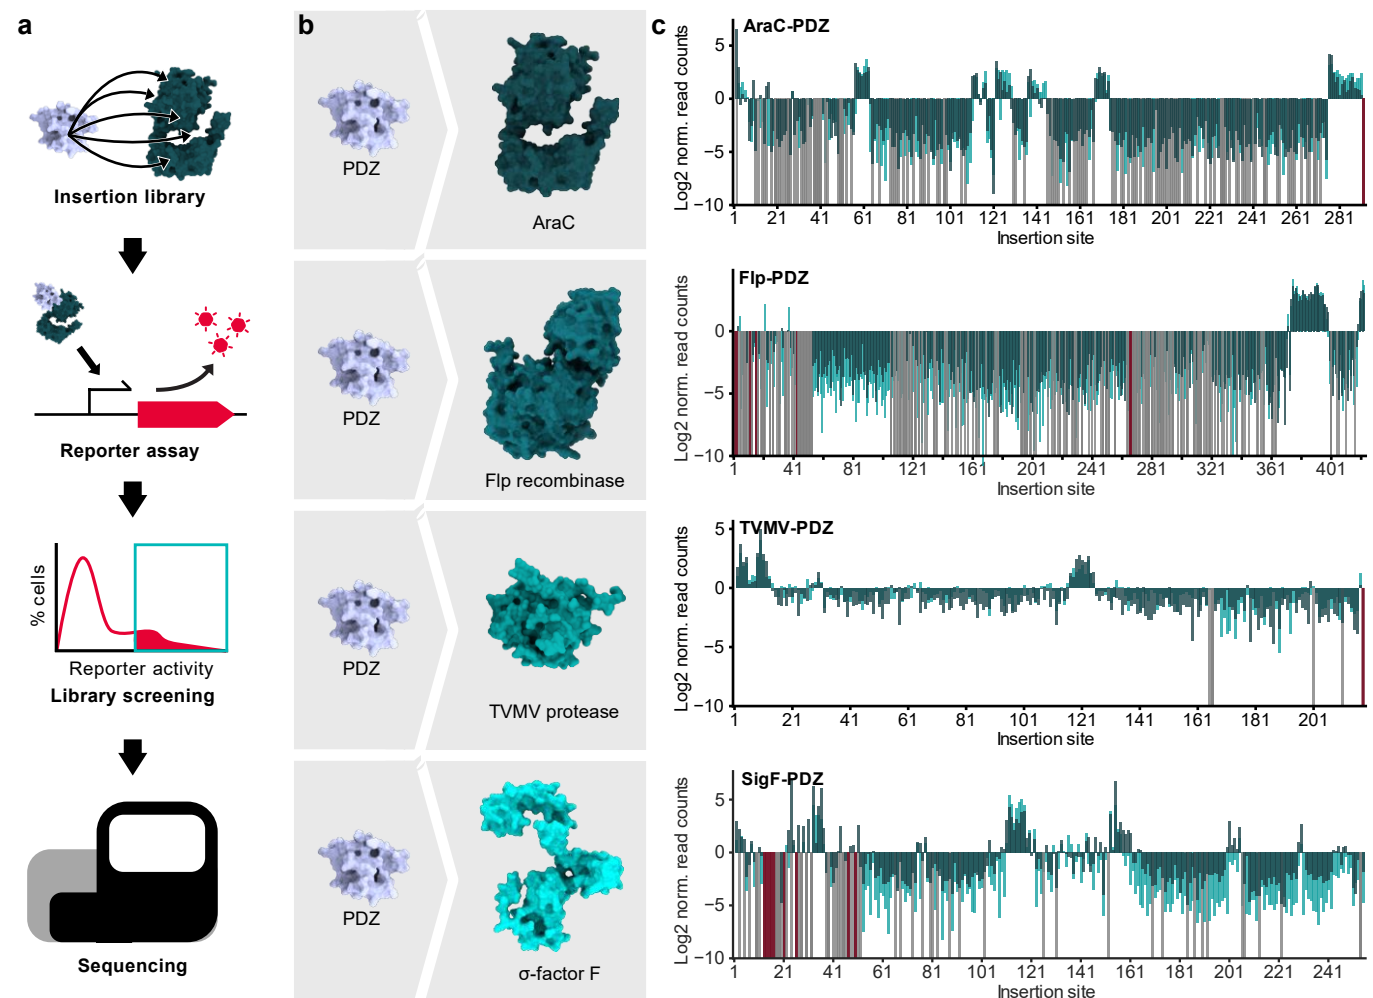 a
Insertion library
Reporter assay
% cells
Reporter activity
Library screening
Sequencing
b
PDZ
AraC
PDZ
Flp recombinase
PDZ
TVMV protease
PDZ
σ-factor F
c
AraC-PDZ
Log2 norm. read counts
5
0
−5
−10
1 21 41 61 81 101 121 141 161 181 201 221 241 261 281
Insertion site
Flp-PDZ
Log2 norm. read counts
0
−5
−10
1 41 81 121 161 201 241 281 321 361 401
Insertion site
TVMV-PDZ
Log2 norm. read counts
5
0
−5
−10
1 21 41 61 81 101 121 141 161 181 201
Insertion site
SigF-PDZ
Log2 norm. read counts
5
0
−5
−10
1 21 41 61 81 101 121 141 161 181 201 221 241
Insertion site